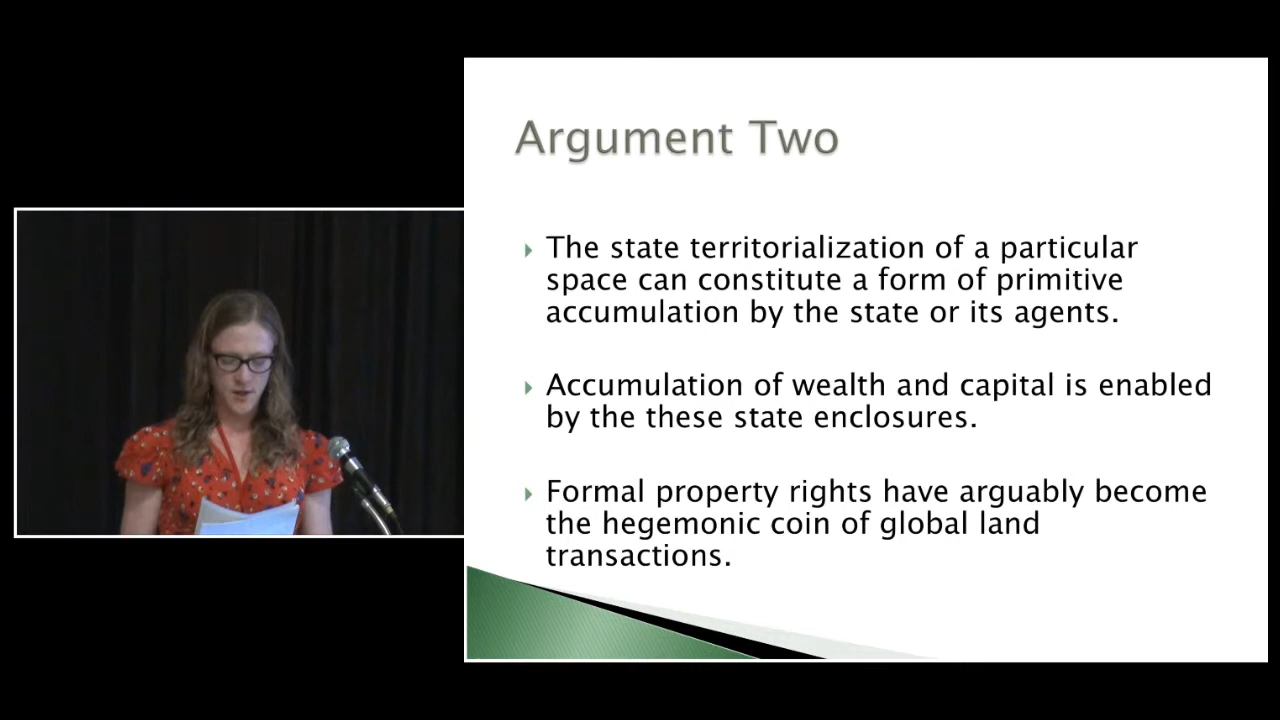 Argument Two
The state territorialization of a particular
space can constitute a form of primitive
accumulation by the state or its agents.
Accumulation of wealth and capital is enabled
by the these state enclosures.
Formal property rights have arguably become
the hegemonic coin of global land
transactions.